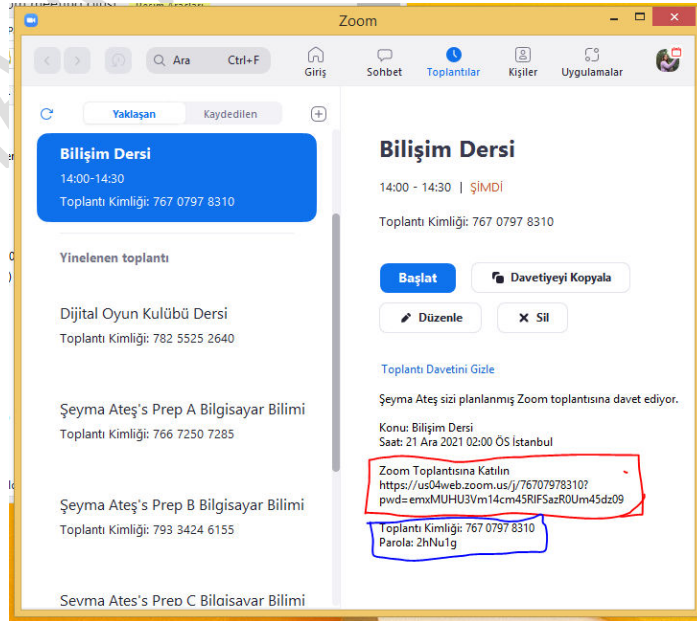 Zoom
Ara Ctrl+F
Giriş
Sohbet
Toplantılar
Kişiler
Uygulamalar
Yaklaşan
Kaydedilen
Bilişim Dersi
14:00-14:30
Toplantı Kimliği: 767 0797 8310
Yinelenen toplantı
Dijital Oyun Kulübü Dersi
Toplantı Kimliği: 782 5525 2640
Şeyma Ateş's Prep A Bilgisayar Bilimi
Toplantı Kimliği: 766 7250 7285
Şeyma Ateş's Prep B Bilgisayar Bilimi
Toplantı Kimliği: 793 3424 6155
Şeyma Ateş's Prep C Bilgisayar Bilimi
Bilişim Dersi
14:00 - 14:30 | ŞİMDİ
Toplantı Kimliği: 767 0797 8310
Başlat
Davetiyeyi Kopyala
Düzenle
Sil
Toplantı Davetini Gizle
Şeyma Ateş sizi planlanmış Zoom toplantısına davet ediyor.
Konu: Bilişim Dersi
Saat: 21 Ara 2021 02:00 ÖS İstanbul
Zoom Toplantısına Katılın
https://us04web.zoom.us/j/76707978310?
pwd=emxMUHU3Vm14cm45RlFSazR0Um45dz09
Toplantı Kimliği: 767 0797 8310
Parola: 2hNu1g